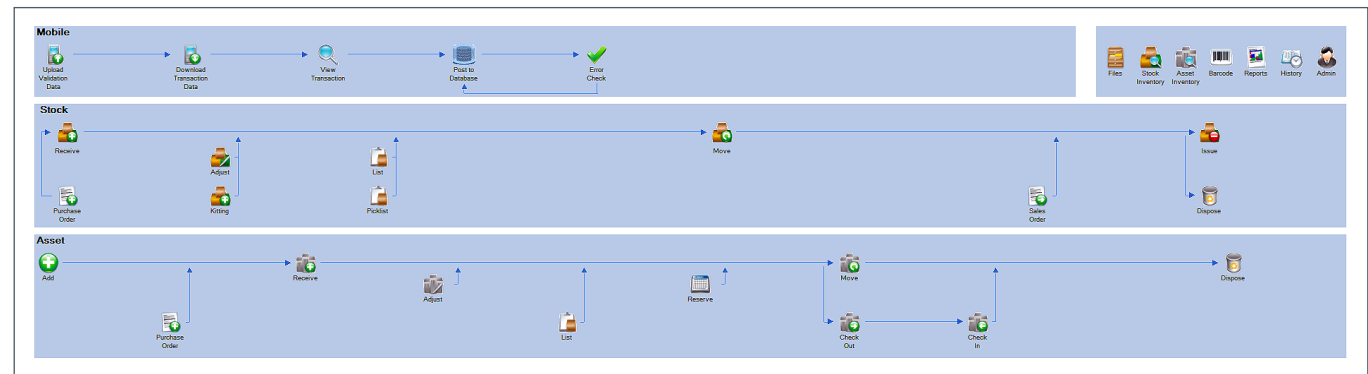 Mobile
Upload
Validation
Data
Download
Transaction
Data
View
Transaction
Post to
Database
Error
Check
Files
Stock
Inventory
Asset
Inventory
Barcode
Reports
History
Admin
Stock
Receive
Adjust
List
Move
Issue
Purchase
Order
Kitting
Picklist
Sales
Order
Dispose
Asset
Add
Receive
Adjust
Reserve
Move
Dispose
Purchase
Order
List
Check
Out
Check
In